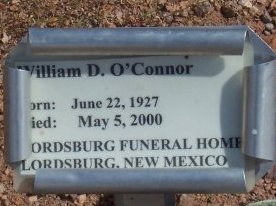 William D. O'Connor
orn: June 22, 1927
ied: May 5, 2000
ORDSBURG FUNERAL HOME
LORDSBURG, NEW MEXICO